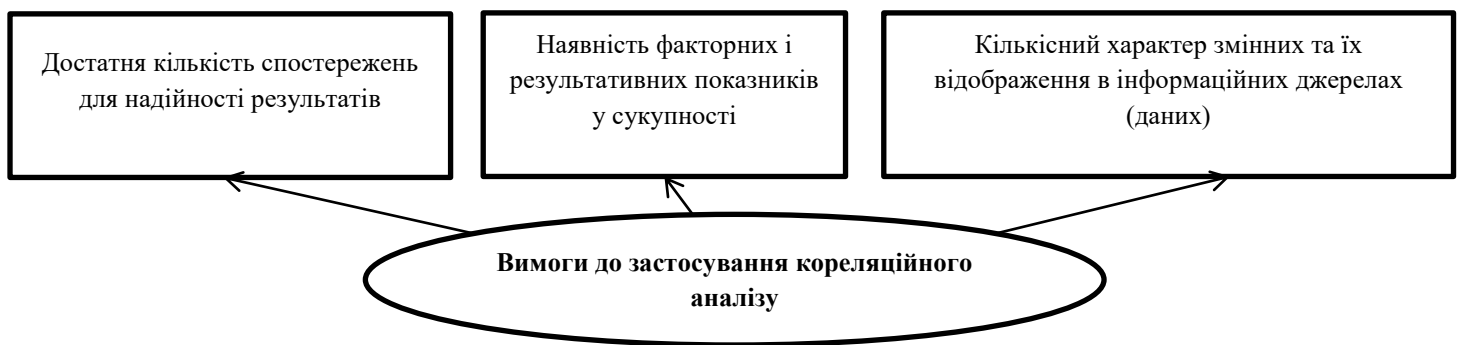 Достатня кількість спостережень
для надійності результатів
Наявність факторних і
результативних показників
у сукупності
Кількісний характер змінних та їх
відображення в інформаційних джерелах
(даних)
Вимоги до застосування кореляційного
аналізу